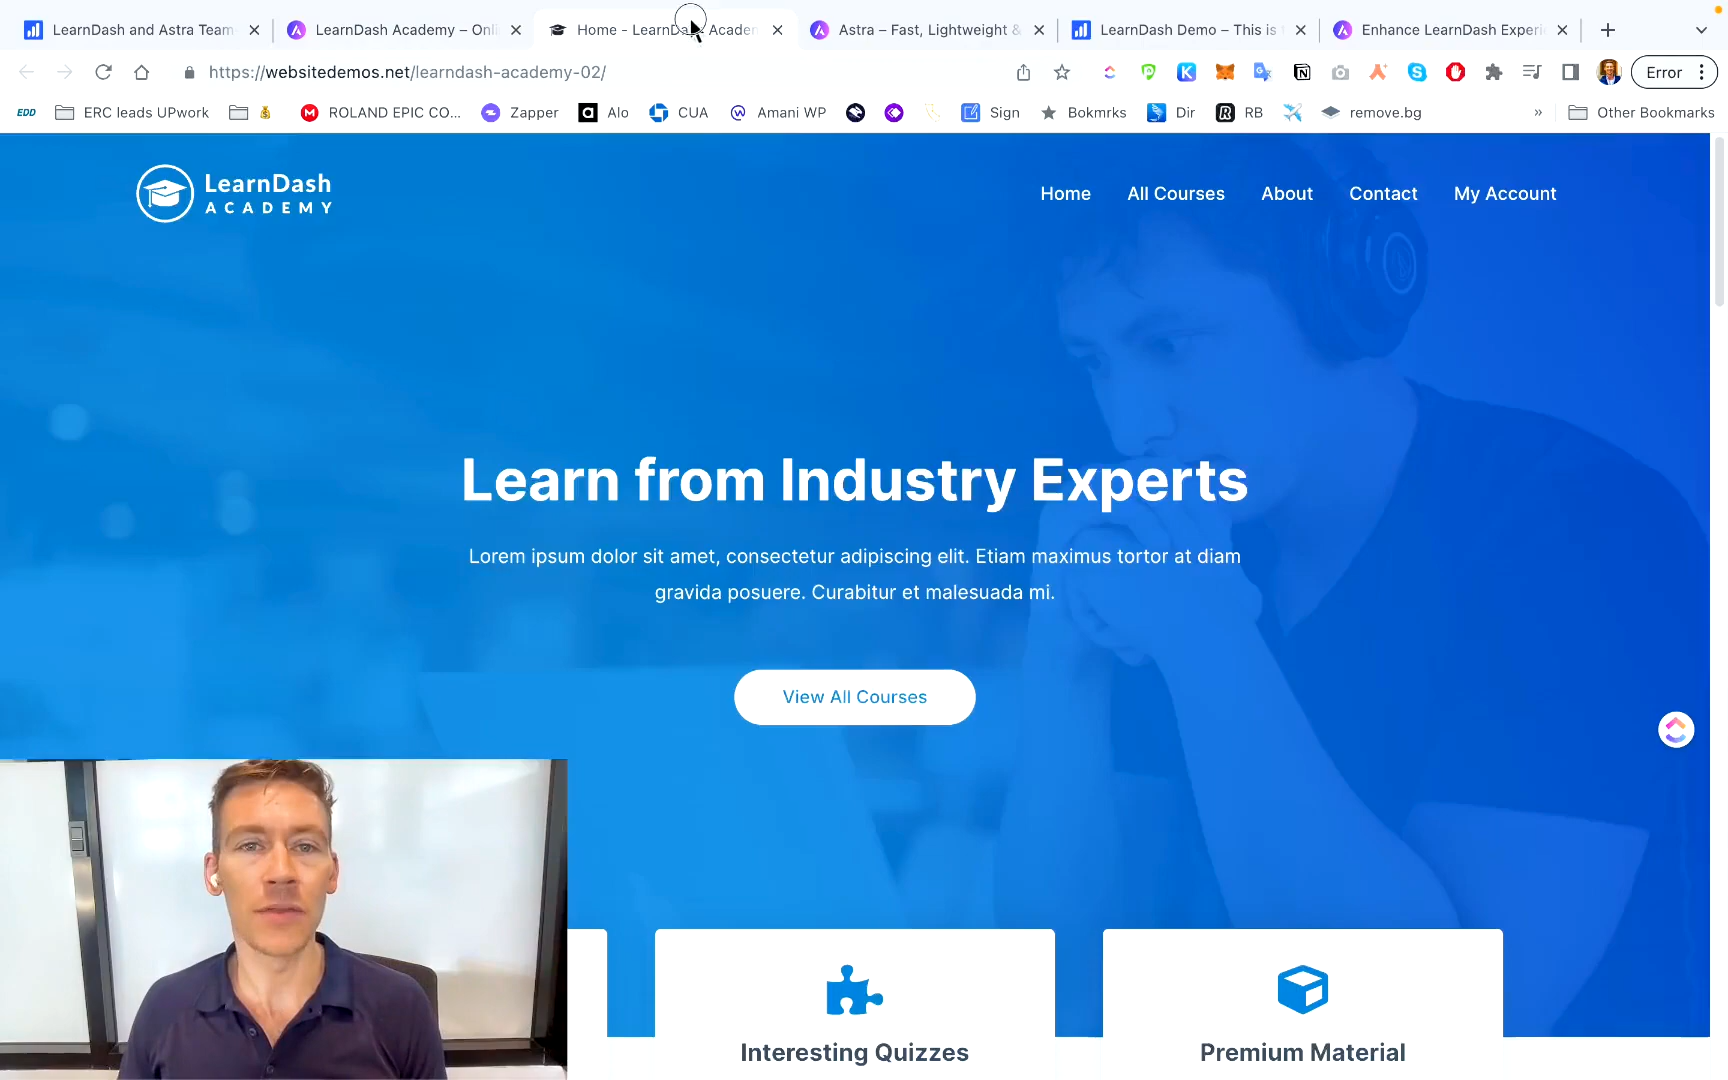 LearnDash and Astra Team
LearnDash Academy – Onli
Home - LearnDash Academ
Astra – Fast, Lightweight &
LearnDash Demo – This is
Enhance LearnDash Experi
https://websitedemos.net/learndash-academy-02/
Error
EDD
ERC leads UPwork
ROLAND EPIC CO...
Zapper
Alo
CUA
Amani WP
Sign
Bokmrks
Dir
RB
remove.bg
»
Other Bookmarks
LearnDash
ACADEMY
Home
All Courses
About
Contact
My Account
Learn from Industry Experts
Lorem ipsum dolor sit amet, consectetur adipiscing elit. Etiam maximus tortor at diam
gravida posuere. Curabitur et malesuada mi.
View All Courses
Interesting Quizzes
Premium Material